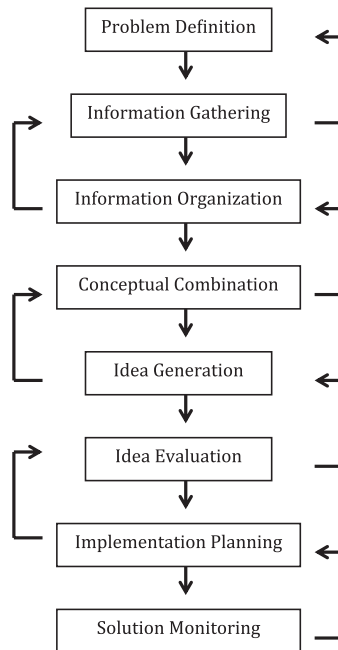 Problem Definition
Information Gathering
Information Organization
Conceptual Combination
Idea Generation
Idea Evaluation
Implementation Planning
Solution Monitoring